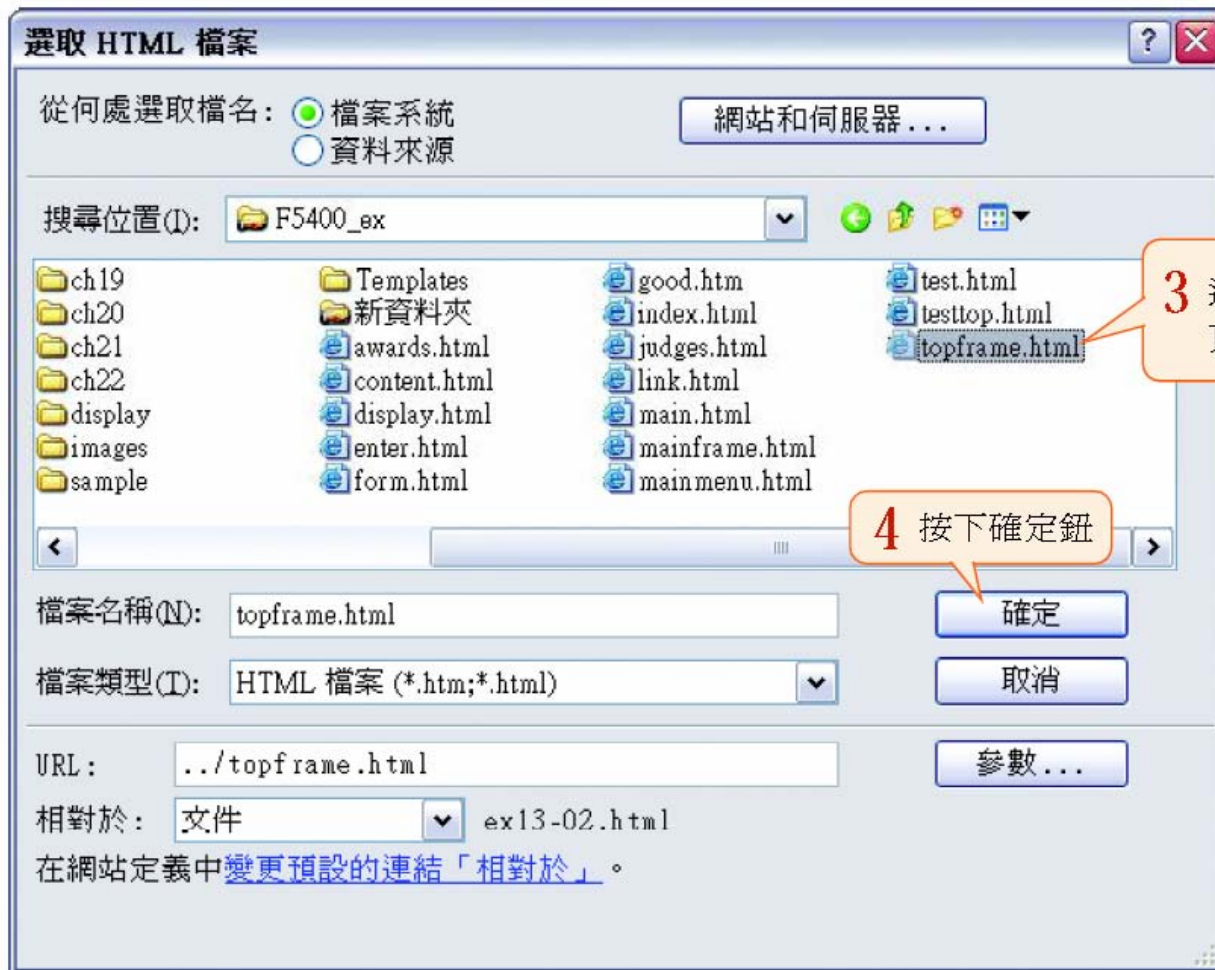 選取 HTML 檔案
從何處選取檔名: 檔案系統
資料來源
網站和伺服器...
搜尋位置(I): F5400_ex
ch19
ch20
ch21
ch22
display
images
sample
Templates
新資料夾
awards.html
content.html
display.html
enter.html
form.html
good.htm
index.html
judges.html
link.html
main.html
mainframe.html
mainmenu.html
test.html
testtop.html
topframe.html
3
4 按下確定鈕
檔案名稱(N): topframe.html
確定
檔案類型(T): HTML 檔案 (*.htm;*.html)
取消
URL: ../topframe.html
參數...
相對於: 文件 ex13-02.html
在網站定義中變更預設的連結「相對於」。